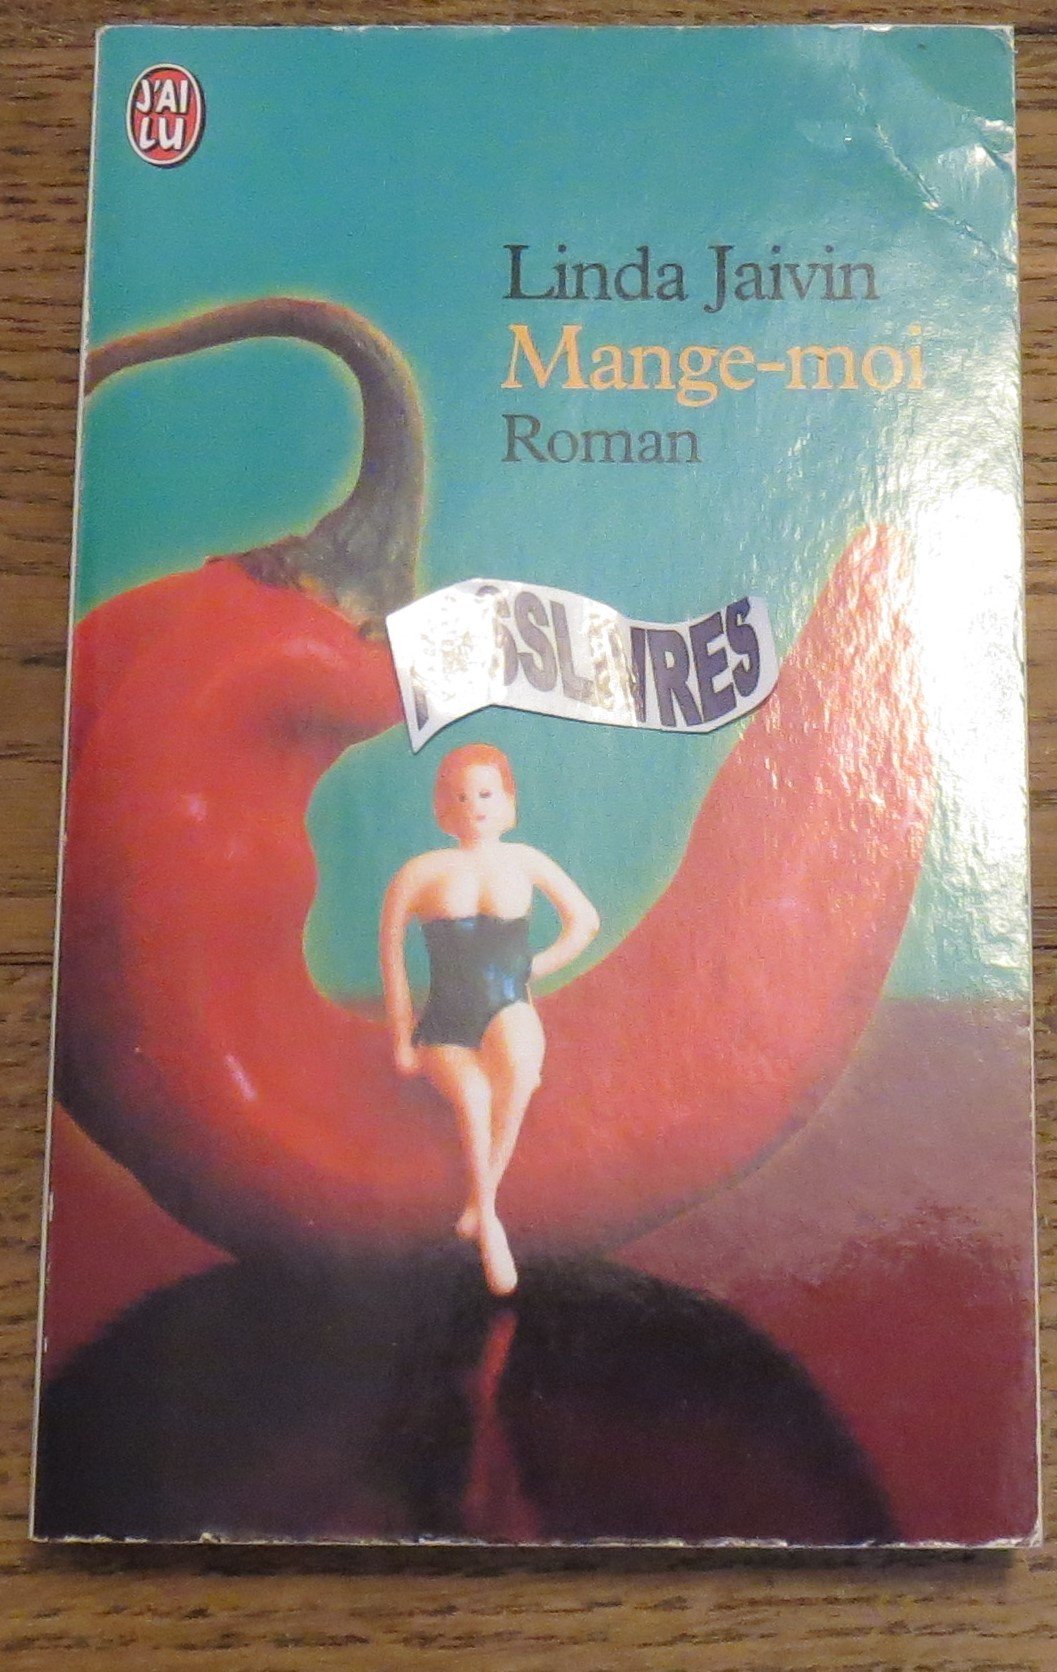 J'AI
LU
Linda Jaivin
Mange-moi
Roman